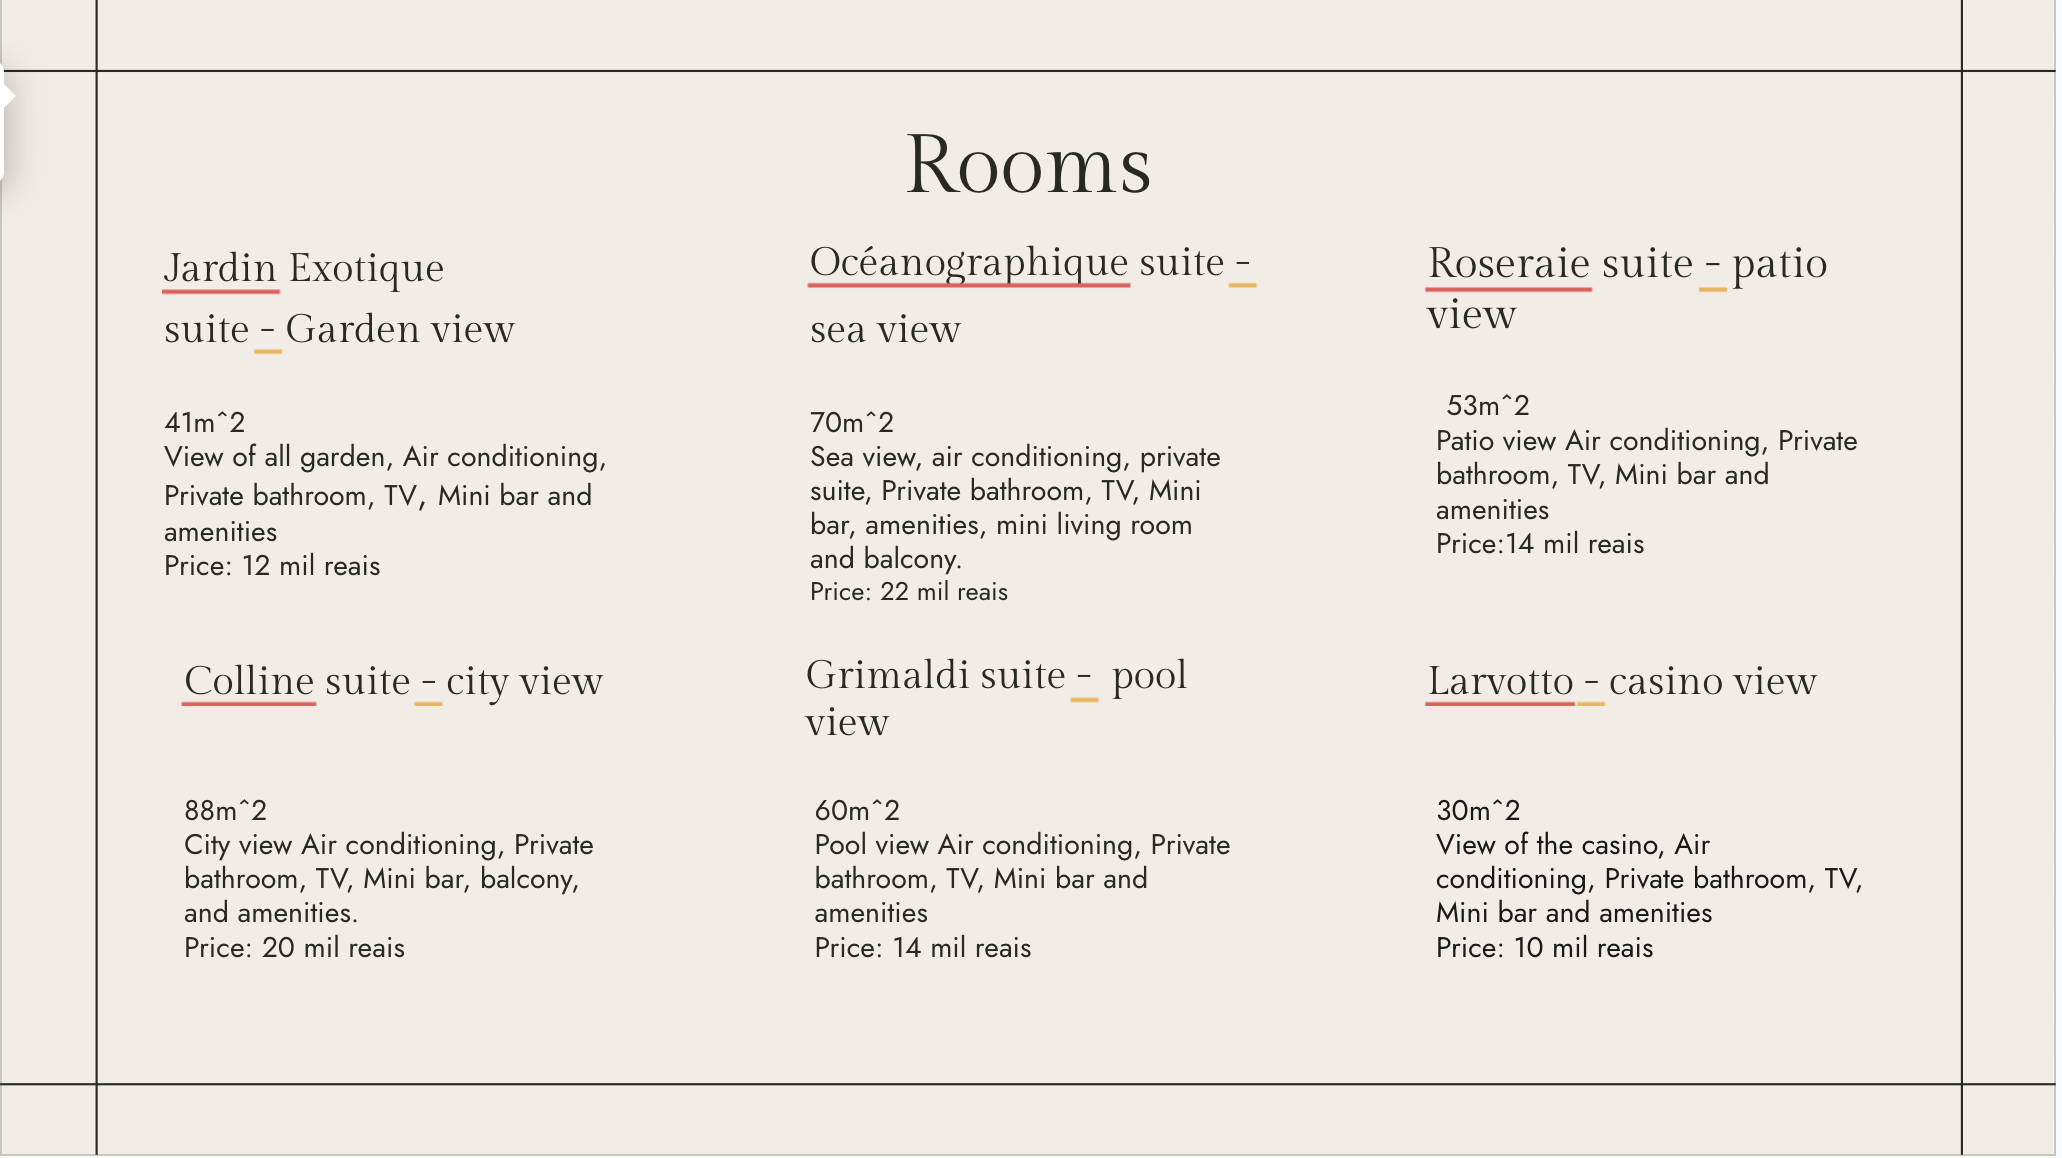 Rooms
Jardin Exotique
suite - Garden view
41m^2
View of all garden, Air conditioning,
Private bathroom, TV, Mini bar and
amenities
Price: 12 mil reais
Océanographique suite -
sea view
70m^2
Sea view, air conditioning, private
suite, Private bathroom, TV, Mini
bar, amenities, mini living room
and balcony.
Price: 22 mil reais
Roseraie suite - patio
view
53m^2
Patio view Air conditioning, Private
bathroom, TV, Mini bar and
amenities
Price:14 mil reais
Colline suite - city view
88m^2
City view Air conditioning, Private
bathroom, TV, Mini bar, balcony,
and amenities.
Price: 20 mil reais
Grimaldi suite - pool
view
60m^2
Pool view Air conditioning, Private
bathroom, TV, Mini bar and
amenities
Price: 14 mil reais
Larvotto - casino view
30m^2
View of the casino, Air
conditioning, Private bathroom, TV,
Mini bar and amenities
Price: 10 mil reais